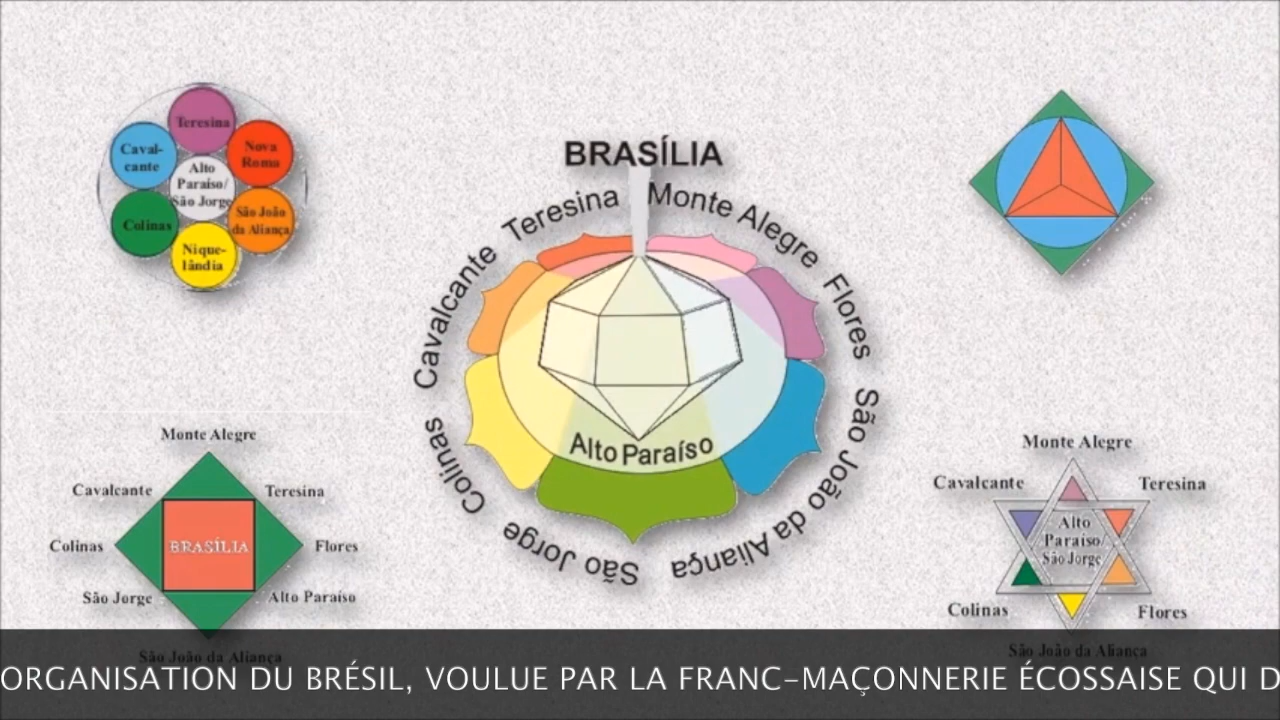 Teresina
Caval-
cante
Nova
Roma
Alto
Paraíso/
São Jorge
Colinas
São João
da Aliança
Nique-
lândia
BRASÍLIA
Teresina
Monte Alegre
Cavalcante
Flores
Colinas
São João da Aliança
São Jorge
Alto Paraíso
Monte Alegre
Cavalcante
Teresina
Colinas
BRASÍLIA
Flores
São Jorge
Alto Paraíso
São João da Aliança
Monte Alegre
Cavalcante
Teresina
Alto
Paraíso/
São Jorge
Colinas
Flores
São João da Aliança
ORGANISATION DU BRÉSIL, VOULUE PAR LA FRANC-MAÇONNERIE ÉCOSSAISE QUI D